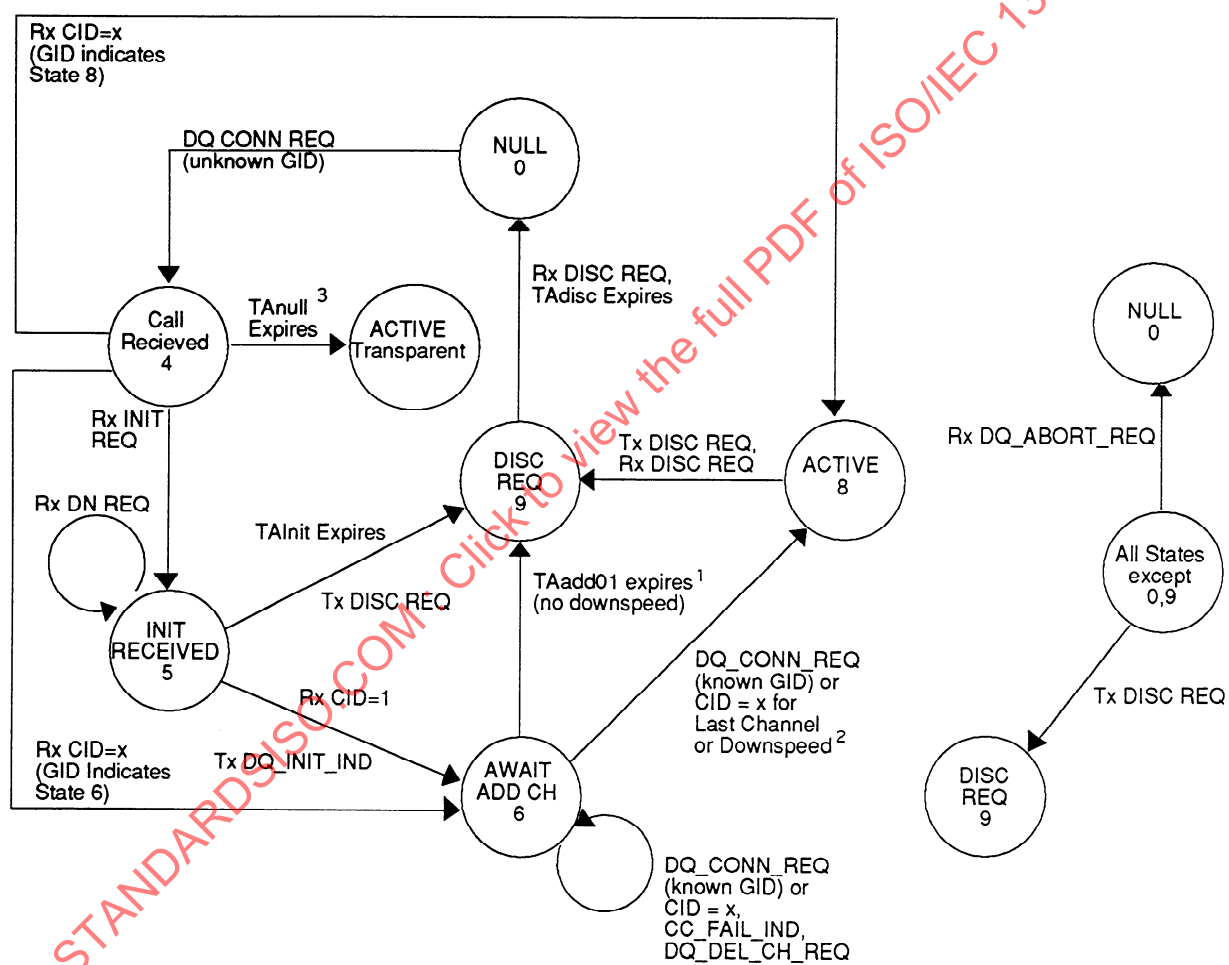 Rx CID=x
(GID indicates
State 8)
DQ CONN REQ
(unknown GID)
NULL
0
Rx DISC REQ,
TAdisc Expires
Call
Recieved
4
TAnull 3
Expires
ACTIVE
Transparent
NULL
0
Rx INIT
REQ
Tx DISC REQ,
Rx DISC REQ
DISC
REQ
9
ACTIVE
8
Rx DQ_ABORT_REQ
Rx DN REQ
TAInit Expires
Tx DISC REQ
TAadd01 expires 1
(no downspeed)
All States
except
0,9
INIT
RECEIVED
5
Rx CID=1
Tx DQ_INIT_IND
DQ_CONN_REQ
(known GID) or
CID = x for
Last Channel
or Downspeed 2
Tx DISC REQ
Rx CID=x
(GID Indicates
State 6)
AWAIT
ADD CH
6
DISC
REQ
9
DQ_CONN_REQ
(known GID) or
CID = x,
CC_FAIL_IND,
DQ_DEL_CH_REQ
STANDARDSISO.COM : Click to view the full PDF of ISO/IEC 13